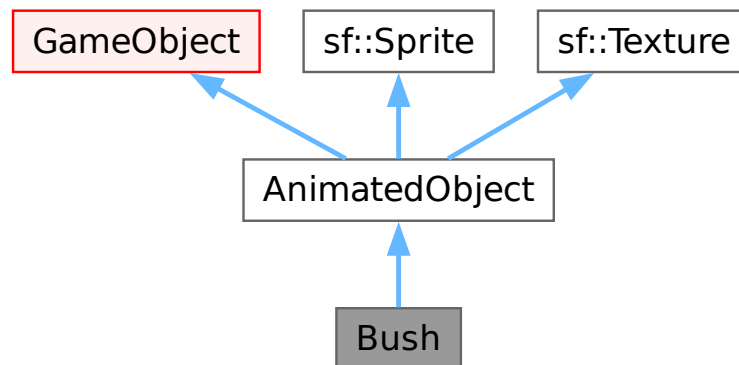 GameObject
sf::Sprite
sf::Texture
AnimatedObject
Bush